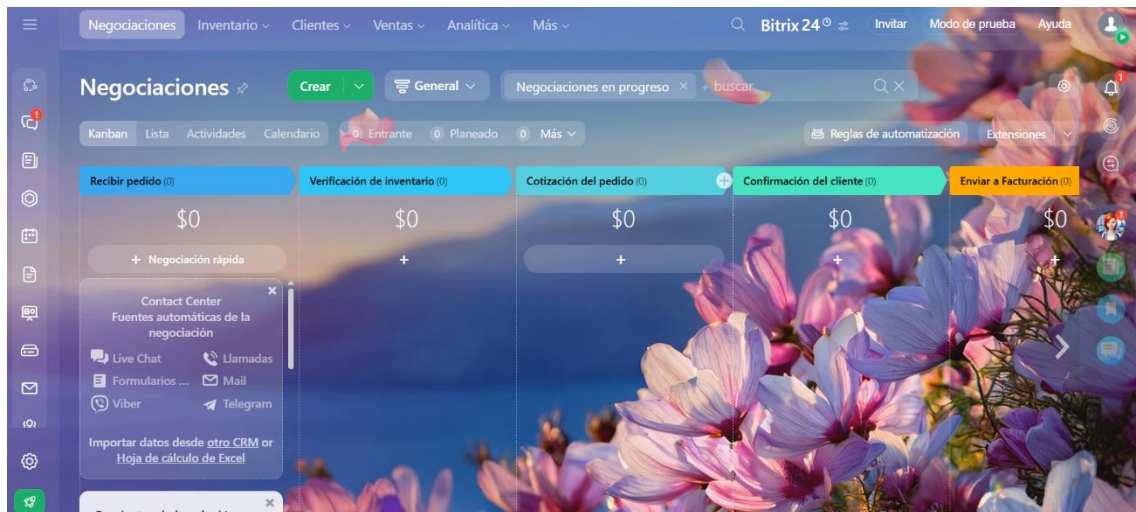 Negociaciones Inventario Clientes Ventas Analítica Más Bitrix 24 Invitar Modo de prueba Ayuda
Negociaciones Crear General Negociaciones en progreso × + buscar
1
1
Kanban Lista Actividades Calendario 0 Entrante 0 Planeado 0 Más Reglas de automatización Extensiones
Recibir pedido (0) Verificación de inventario (0) Cotización del pedido (0) Confirmación del cliente (0) Enviar a Facturación (0)
$0 $0 $0 $0 $0
1
+ Negociación rápida + + + +
Contact Center
Fuentes automáticas de la
negociación
Live Chat Llamadas
Formularios ... Mail
Viber Telegram
Importar datos desde otro CRM or
Hoja de cálculo de Excel